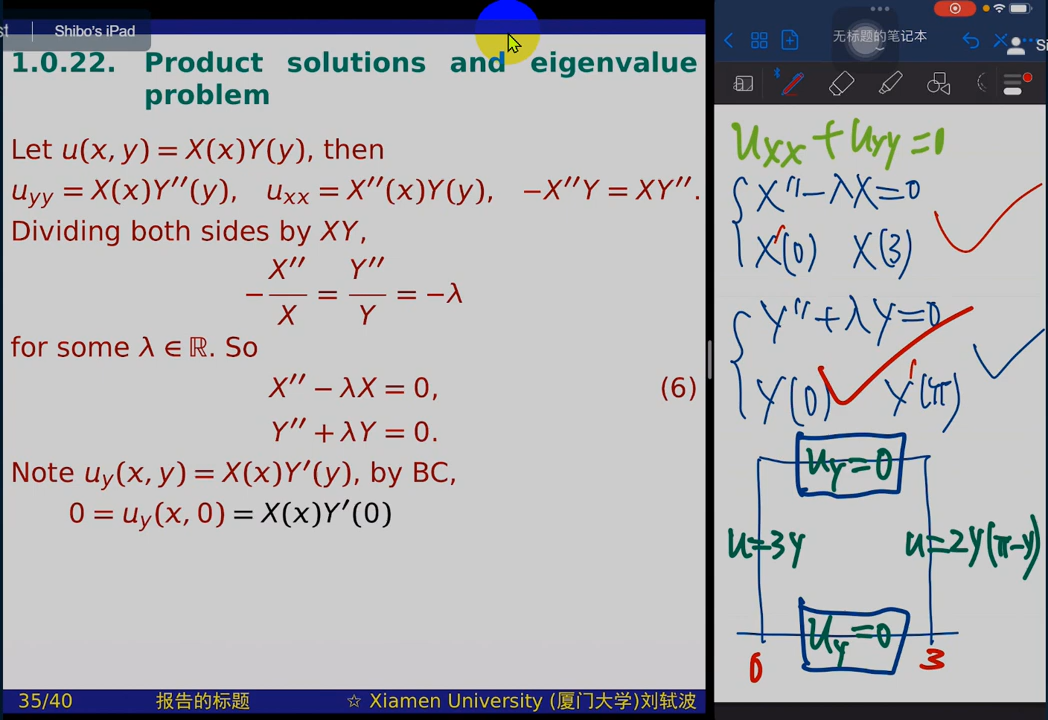 st Shibo's iPad
1.0.22. Product solutions and eigenvalue
problem
Let u(x, y) = X(x)Y(y), then
u_yy = X(x)Y′′(y), u_xx = X′′(x)Y(y), −X′′Y = XY′′.
Dividing both sides by XY,
−X′′/X = Y′′/Y = −λ
for some λ ∈ ℝ. So
X′′ − λX = 0, (6)
Y′′ + λY = 0.
Note u_y(x, y) = X(x)Y′(y), by BC,
0 = u_y(x, 0) = X(x)Y′(0)
35/40 报告的标题 ☆ Xiamen University (厦门大学)刘轼波
无标题的笔记本
u_xx + u_yy = 0
X′′ − λX = 0
X′(0) X(3)
Y′′ + λY = 0
Y(0) Y′(π)
u_y = 0
u = 3y u = 2y(π−y)
u_y = 0
0 3